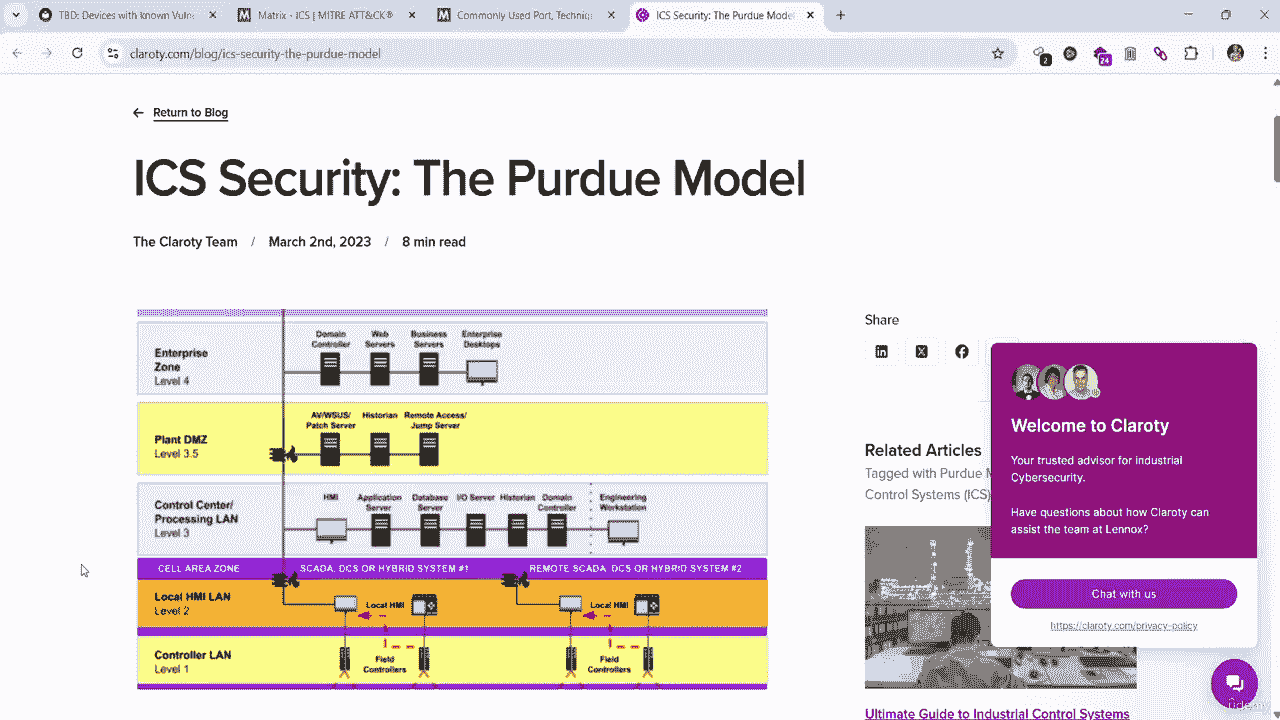 TBD: Devices with known Vulne
Matrix - ICS | MITRE ATT&CK®
Commonly Used Port, Techniq
ICS Security: The Purdue Model
claroty.com/blog/ics-security-the-purdue-model
2
24
Return to Blog
ICS Security: The Purdue Model
The Claroty Team / March 2nd, 2023 / 8 min read
Enterprise
Zone
Level 4
Domain
Controller
Web
Servers
Business
Servers
Enterprise
Desktops
Plant DMZ
Level 3.5
AV/WSUS/
Patch Server
Historian
Remote Access/
Jump Server
Control Center/
Processing LAN
Level 3
HMI
Application
Server
Database
Server
I/O Server
Historian
Domain
Controller
Engineering
Workstation
CELL AREA ZONE
SCADA, DCS OR HYBRID SYSTEM #1
REMOTE SCADA, DCS OR HYBRID SYSTEM #2
Local HMI LAN
Level 2
Local HMI
Local HMI
Controller LAN
Level 1
Field
Controllers
Field
Controllers
Share
Related Articles
Tagged with Purdue M
Control Systems (ICS)
Welcome to Claroty
Your trusted advisor for industrial
Cybersecurity.
Have questions about how Claroty can
assist the team at Lennox?
Chat with us
https://claroty.com/privacy-policy
Ultimate Guide to Industrial Control Systems